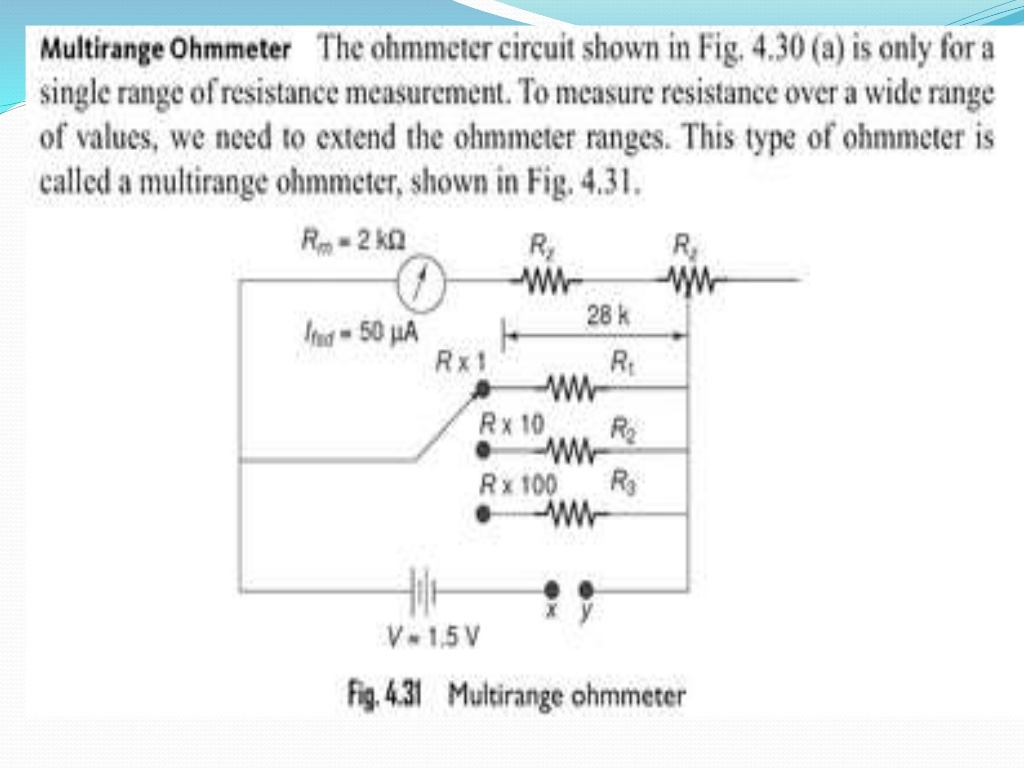 Multirange Ohmmeter The ohmmeter circuit shown in Fig. 4.30 (a) is only for a
single range of resistance measurement. To measure resistance over a wide range
of values, we need to extend the ohmmeter ranges. This type of ohmmeter is
called a multirange ohmmeter, shown in Fig. 4.31.
Rm = 2 kΩ
Rz
28 k
Ifsd = 50 μA
R x 1
R x 10
R2
R x 100
R3
x y
V = 1.5 V
Fig. 4.31 Multirange ohmmeter